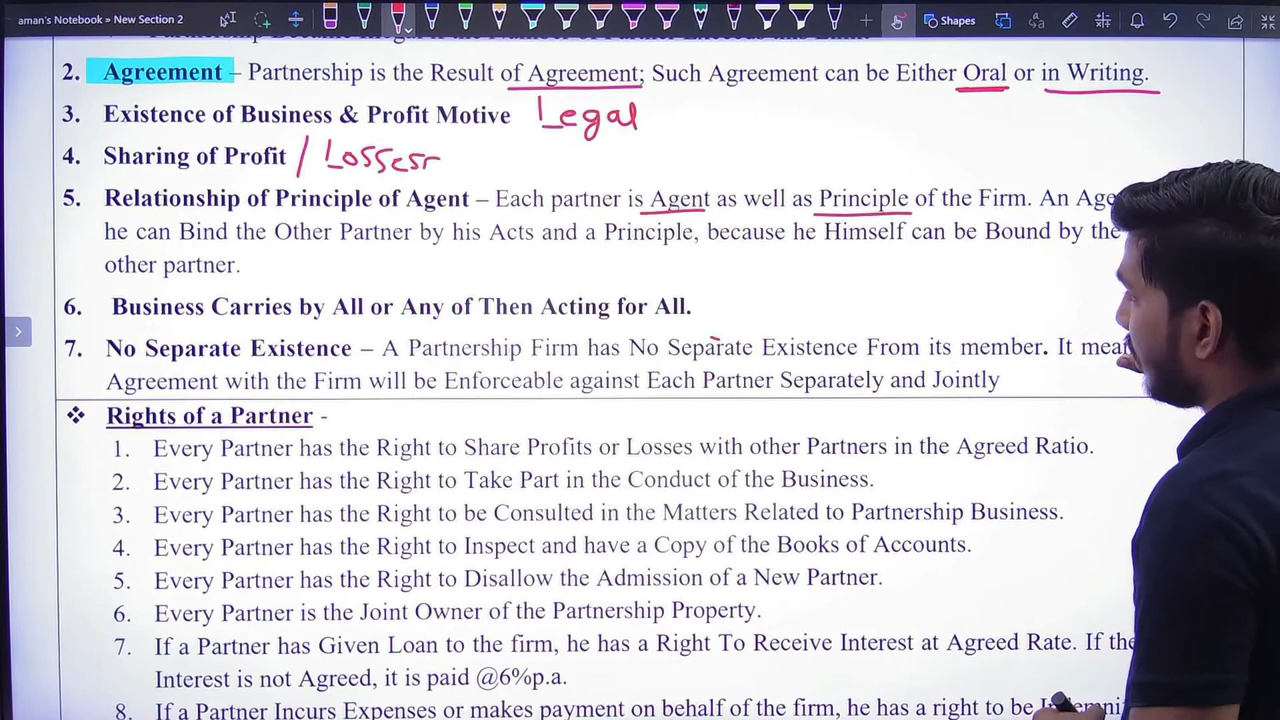 aman's Notebook » New Section 2
Shapes
2. Agreement – Partnership is the Result of Agreement; Such Agreement can be Either Oral or in Writing.
3. Existence of Business & Profit Motive Legal
4. Sharing of Profit / Losses
5. Relationship of Principle of Agent – Each partner is Agent as well as Principle of the Firm. An
he can Bind the Other Partner by his Acts and a Principle, because he Himself can be Bound by the
other partner.
6. Business Carries by All or Any of Then Acting for All.
7. No Separate Existence – A Partnership Firm has No Separate Existence From its member. It
Agreement with the Firm will be Enforceable against Each Partner Separately and Jointly
❖ Rights of a Partner -
1. Every Partner has the Right to Share Profits or Losses with other Partners in the Agreed Ratio.
2. Every Partner has the Right to Take Part in the Conduct of the Business.
3. Every Partner has the Right to be Consulted in the Matters Related to Partnership Business.
4. Every Partner has the Right to Inspect and have a Copy of the Books of Accounts.
5. Every Partner has the Right to Disallow the Admission of a New Partner.
6. Every Partner is the Joint Owner of the Partnership Property.
7. If a Partner has Given Loan to the firm, he has a Right To Receive Interest at Agreed Rate. If the
Interest is not Agreed, it is paid @6%p.a.
8. If a Partner Incurs Expenses or makes payment on behalf of the firm, he has a right to be